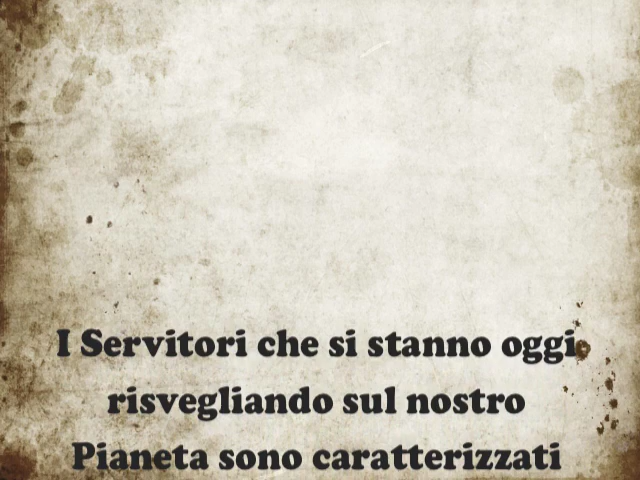 I Servitori che si stanno oggi
risvegliando sul nostro
Pianeta sono caratterizzati